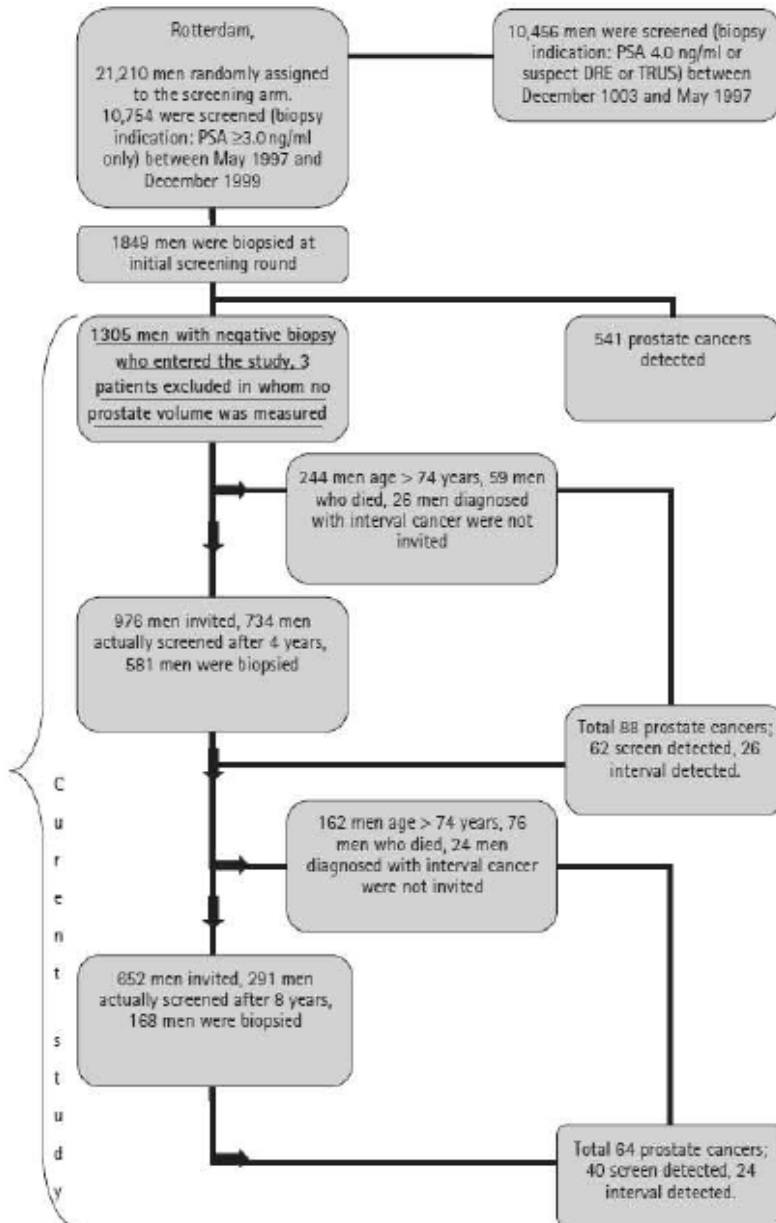 Rotterdam,
21,210 men randomly assigned
to the screening arm.
10,754 were screened (biopsy
indication: PSA ≥3.0 ng/ml
only) between May 1997 and
December 1999
10,456 men were screened (biopsy
indication: PSA 4.0 ng/ml or
suspect DRE or TRUS) between
December 1003 and May 1997
1849 men were biopsied at
initial screening round
1305 men with negative biopsy
who entered the study, 3
patients excluded in whom no
prostate volume was measured
541 prostate cancers
detected
244 men age > 74 years, 59 men
who died, 26 men diagnosed
with interval cancer were not
invited
976 men invited, 734 men
actually screened after 4 years,
581 men were biopsied
Total 88 prostate cancers;
62 screen detected, 26
interval detected.
162 men age > 74 years, 76
men who died, 24 men
diagnosed with interval cancer
were not invited
652 men invited, 291 men
actually screened after 8 years,
168 men were biopsied
Total 64 prostate cancers;
40 screen detected, 24
interval detected.
Current study